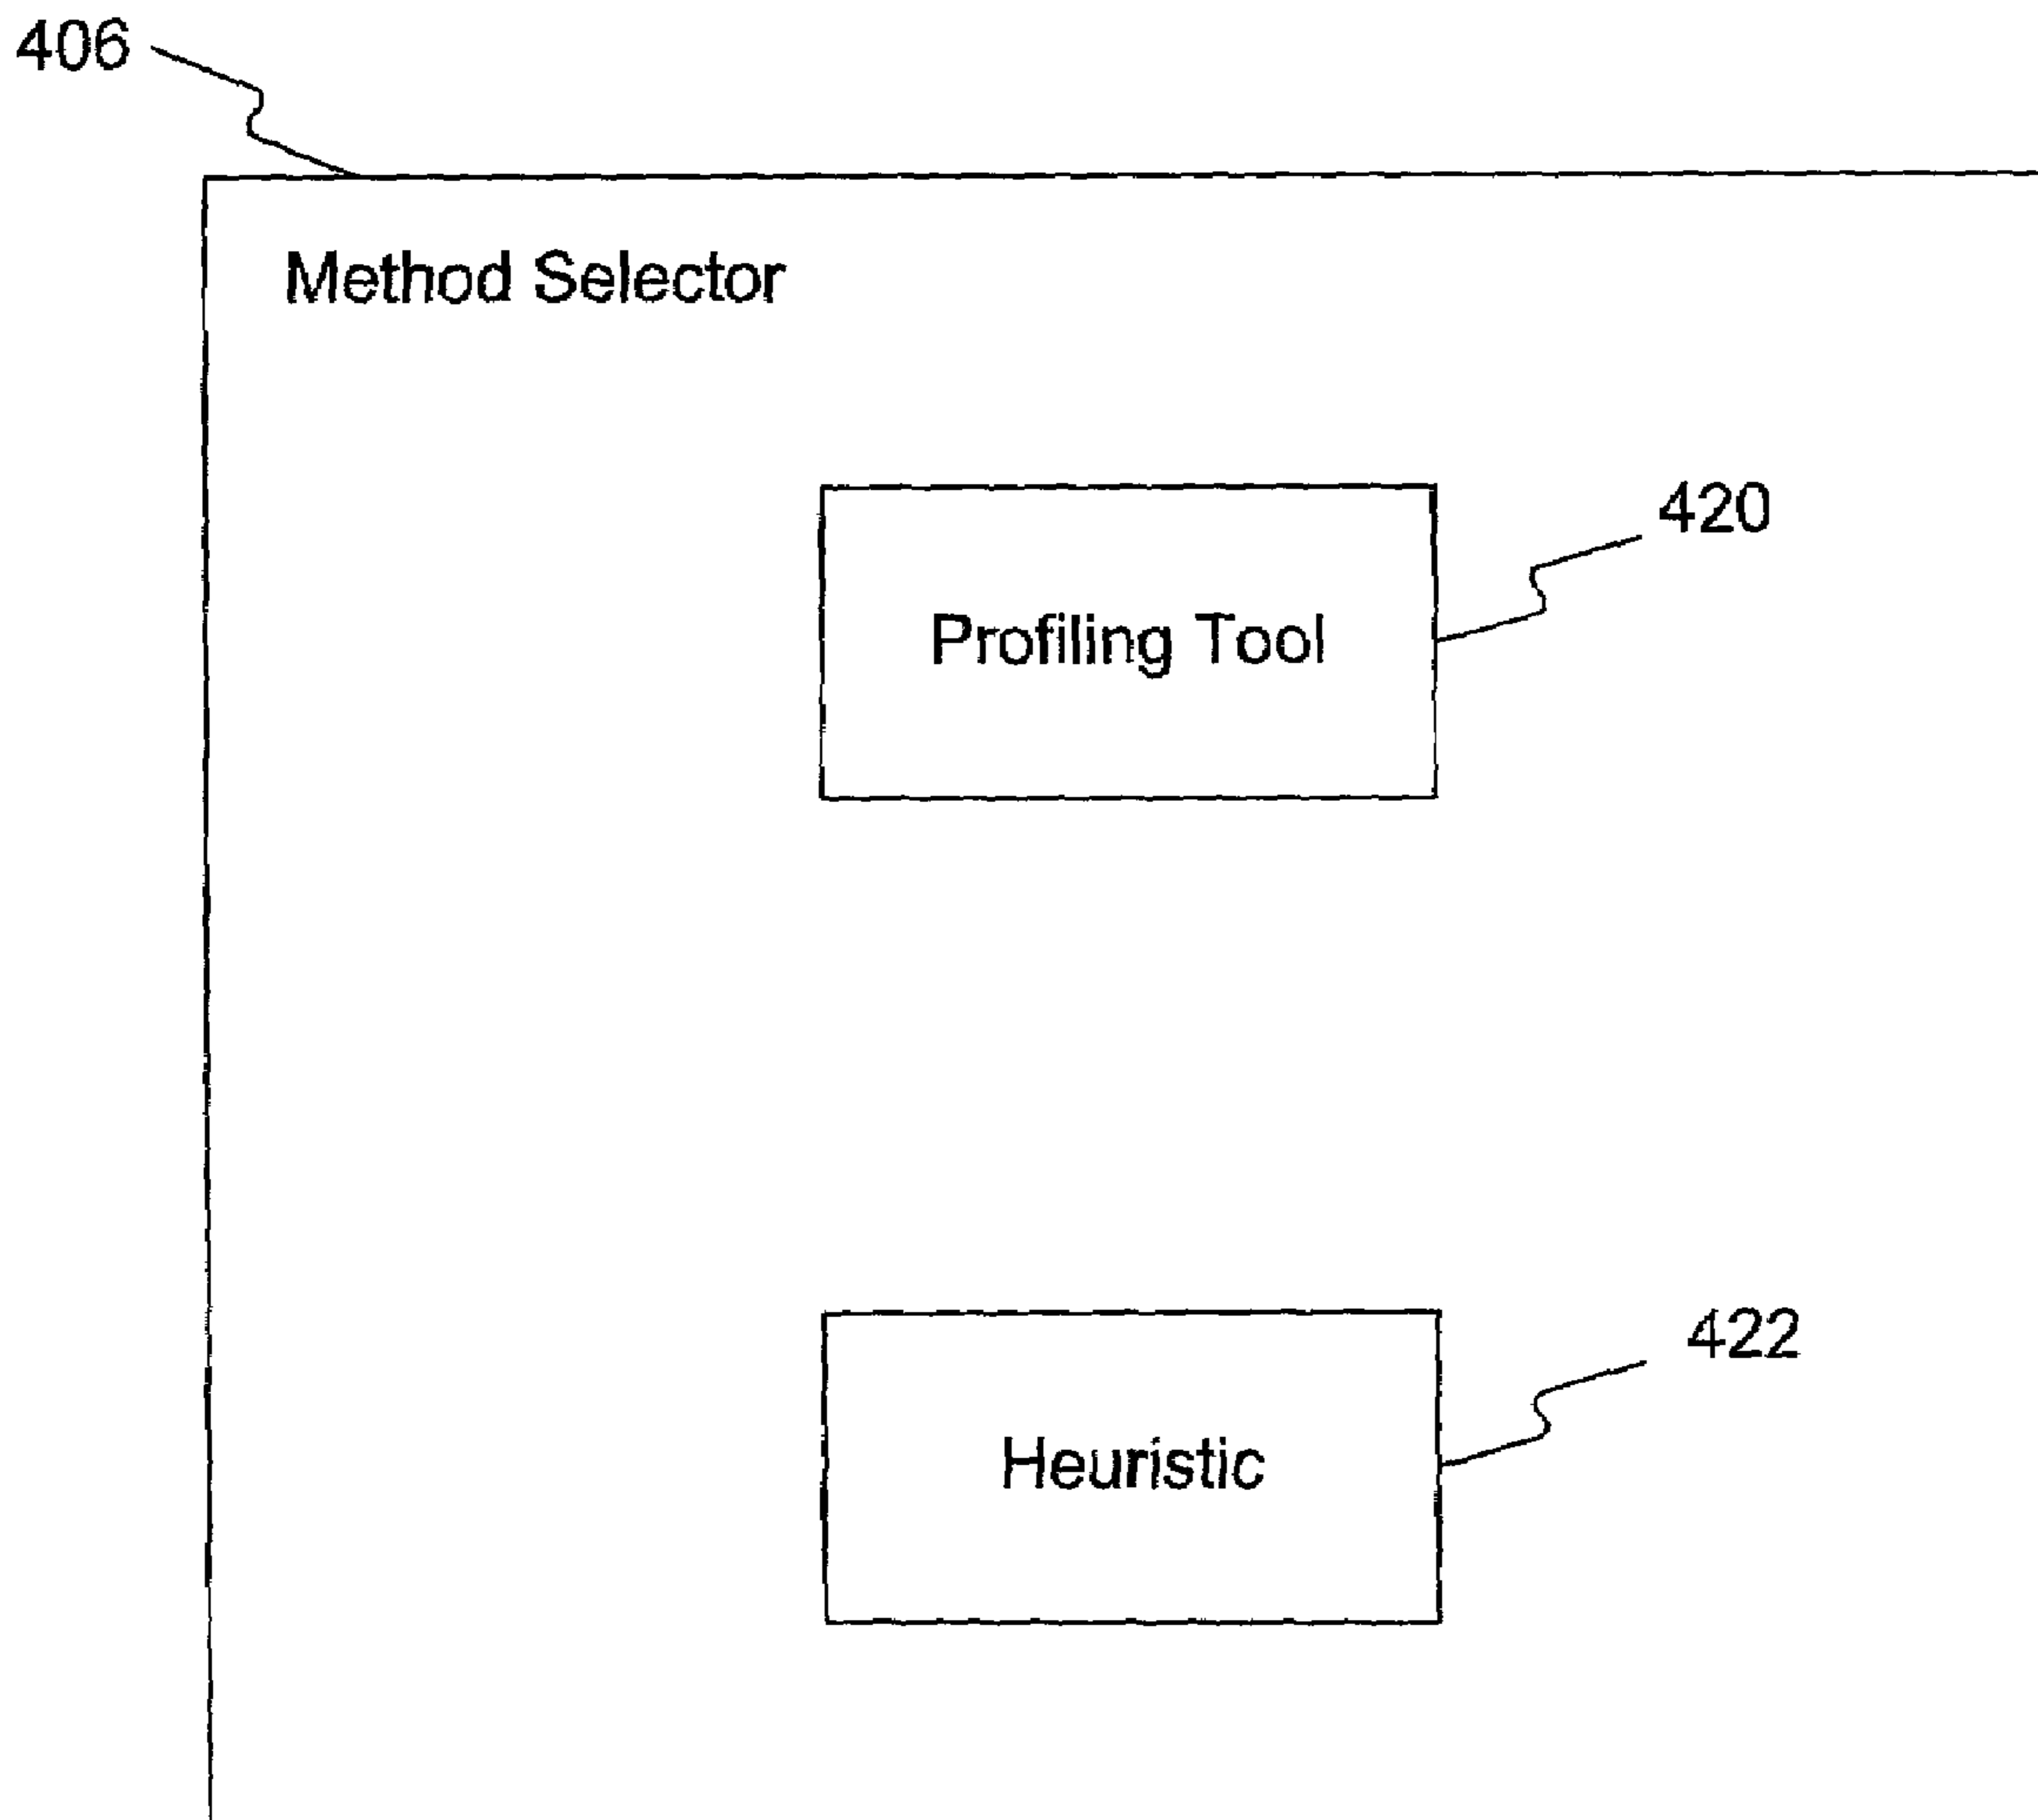 406
Method Selector
420
Profiling Tool
422
Heuristic